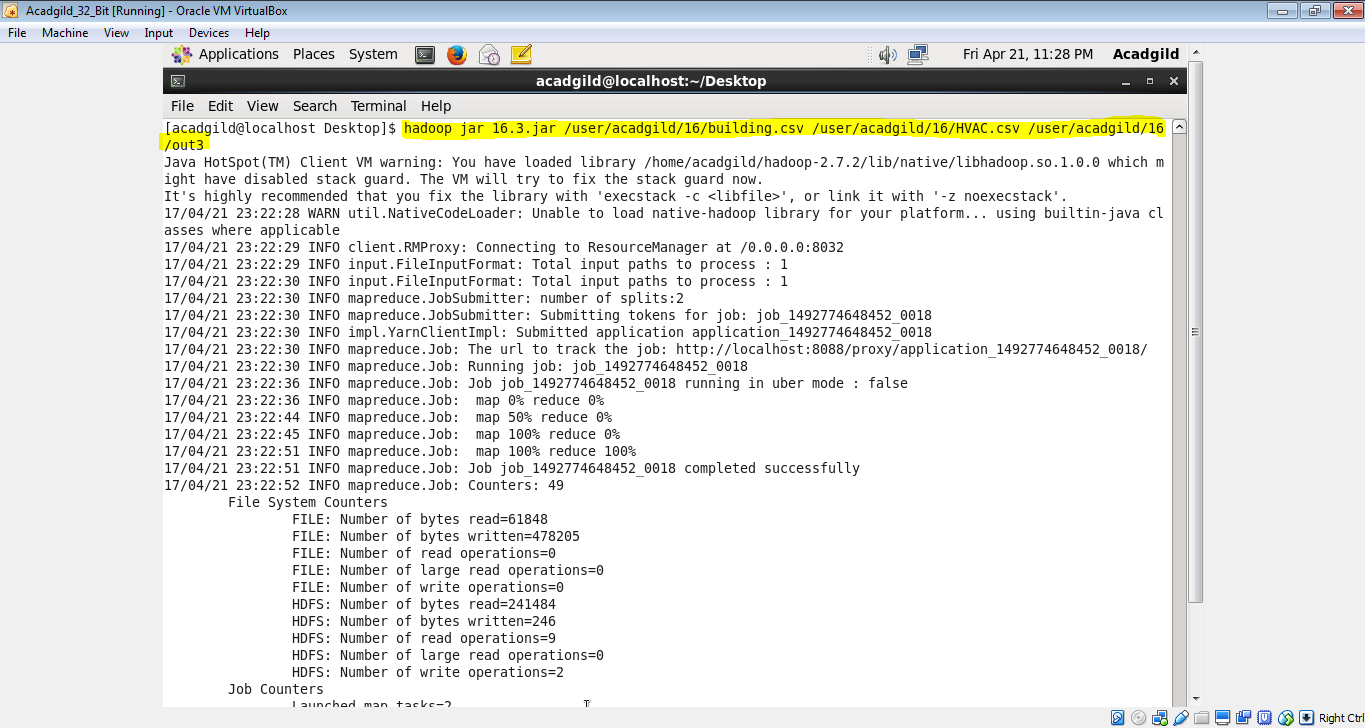 Acadgild_32_Bit [Running] - Oracle VM VirtualBox
File Machine View Input Devices Help
Applications Places System Fri Apr 21, 11:28 PM Acadgild
acadgild@localhost:~/Desktop
File Edit View Search Terminal Help
[acadgild@localhost Desktop]$ hadoop jar 16.3.jar /user/acadgild/16/building.csv /user/acadgild/16/HVAC.csv /user/acadgild/16
/out3
Java HotSpot(TM) Client VM warning: You have loaded library /home/acadgild/hadoop-2.7.2/lib/native/libhadoop.so.1.0.0 which m
ight have disabled stack guard. The VM will try to fix the stack guard now.
It's highly recommended that you fix the library with 'execstack -c <libfile>', or link it with '-z noexecstack'.
17/04/21 23:22:28 WARN util.NativeCodeLoader: Unable to load native-hadoop library for your platform... using builtin-java cl
asses where applicable
17/04/21 23:22:29 INFO client.RMProxy: Connecting to ResourceManager at /0.0.0.0:8032
17/04/21 23:22:29 INFO input.FileInputFormat: Total input paths to process : 1
17/04/21 23:22:30 INFO input.FileInputFormat: Total input paths to process : 1
17/04/21 23:22:30 INFO mapreduce.JobSubmitter: number of splits:2
17/04/21 23:22:30 INFO mapreduce.JobSubmitter: Submitting tokens for job: job_1492774648452_0018
17/04/21 23:22:30 INFO impl.YarnClientImpl: Submitted application application_1492774648452_0018
17/04/21 23:22:30 INFO mapreduce.Job: The url to track the job: http://localhost:8088/proxy/application_1492774648452_0018/
17/04/21 23:22:30 INFO mapreduce.Job: Running job: job_1492774648452_0018
17/04/21 23:22:36 INFO mapreduce.Job: Job job_1492774648452_0018 running in uber mode : false
17/04/21 23:22:36 INFO mapreduce.Job:  map 0% reduce 0%
17/04/21 23:22:44 INFO mapreduce.Job:  map 50% reduce 0%
17/04/21 23:22:45 INFO mapreduce.Job:  map 100% reduce 0%
17/04/21 23:22:51 INFO mapreduce.Job:  map 100% reduce 100%
17/04/21 23:22:51 INFO mapreduce.Job: Job job_1492774648452_0018 completed successfully
17/04/21 23:22:52 INFO mapreduce.Job: Counters: 49
File System Counters
FILE: Number of bytes read=61848
FILE: Number of bytes written=478205
FILE: Number of read operations=0
FILE: Number of large read operations=0
FILE: Number of write operations=0
HDFS: Number of bytes read=241484
HDFS: Number of bytes written=246
HDFS: Number of read operations=9
HDFS: Number of large read operations=0
HDFS: Number of write operations=2
Job Counters
Launched map tasks=2
Right Ctrl